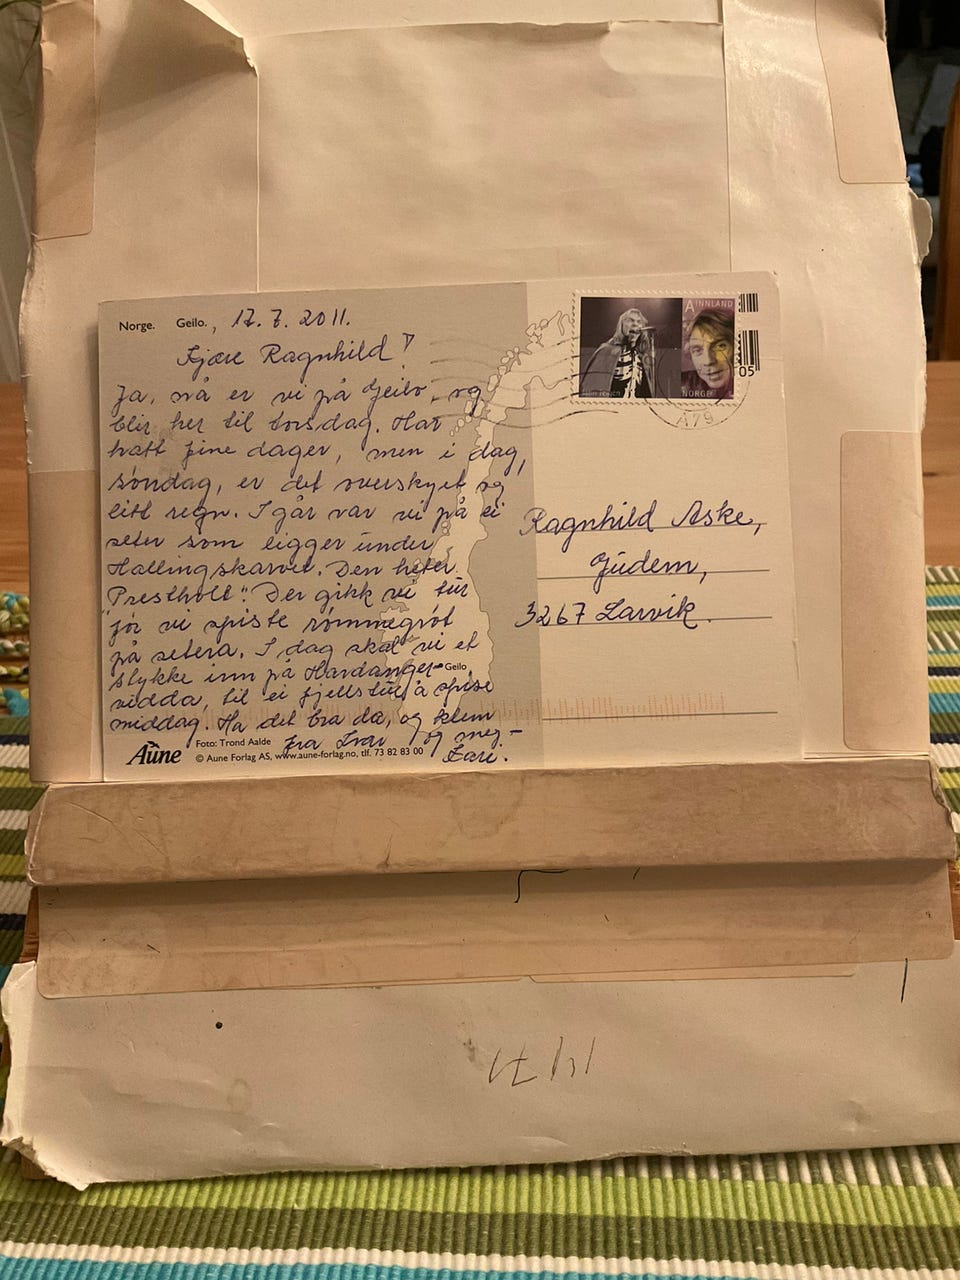 Norge. Geilo., 17.7.2011.
Kjære Ragnhild!
Ja, nå er vi på Geilo, og
blir her til torsdag. Har
hatt fine dager, men i dag,
søndag, er det overskyet og
litt regn. I går var vi på ei
seter som ligger under
Hallingskarvet. Den heter
"Prestholt". Der gikk vi tur
før vi spiste rømmegrøt
på setera. I dag skal vi et
stykke inn på Hardanger-
vidda, til ei fjellstue å spise
middag. Ha det bra da, og klem
fra Ivar og meg –
Kari.
Geilo
Aune
Foto: Trond Aalde
© Aune Forlag AS, www.aune-forlag.no, tlf. 73 82 83 00
A INNLAND
NORGE
05
A79
Ragnhild Aske,
Judem,
3267 Larvik.